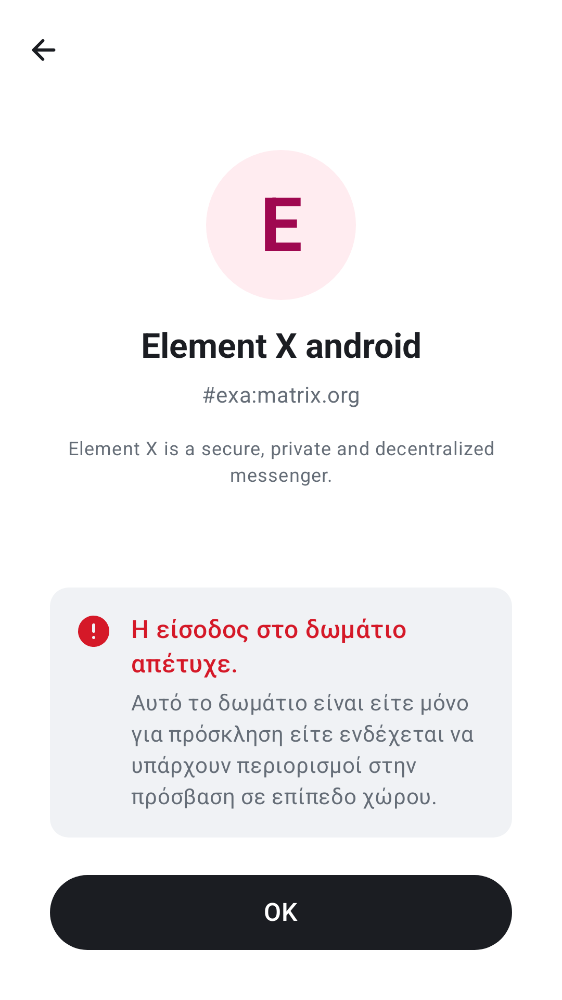 E
Element X android
#exa:matrix.org
Element X is a secure, private and decentralized
messenger.
Η είσοδος στο δωμάτιο
απέτυχε.
Αυτό το δωμάτιο είναι είτε μόνο
για πρόσκληση είτε ενδέχεται να
υπάρχουν περιορισμοί στην
πρόσβαση σε επίπεδο χώρου.
OK